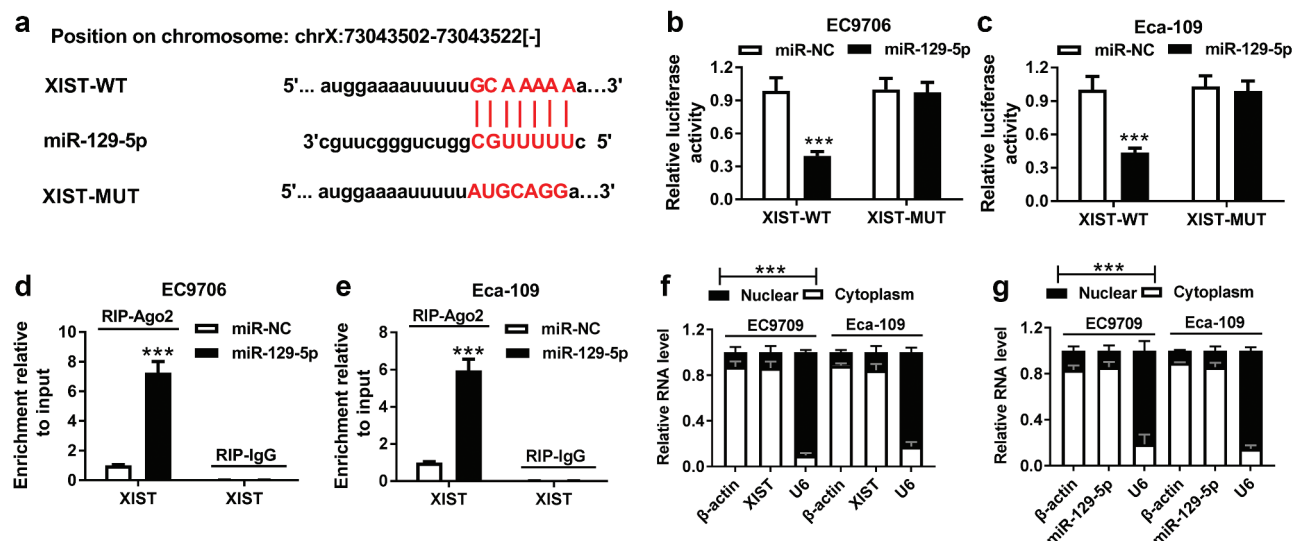 a
Position on chromosome: chrX:73043502-73043522[-]
XIST-WT 5'... auggaaaauuuuuGCAAAAAa...3'
miR-129-5p 3'cguucgggucuggCGUUUUUc 5'
XIST-MUT 5'... auggaaaauuuuuAUGCAGGa...3'
b
EC9706
miR-NC miR-129-5p
Relative luciferase activity
1.2
0.9
0.6
0.3
0.0
***
XIST-WT XIST-MUT
c
Eca-109
miR-NC miR-129-5p
Relative luciferase activity
1.2
0.9
0.6
0.3
0.0
***
XIST-WT XIST-MUT
d
EC9706
RIP-Ago2
miR-NC
miR-129-5p
Enrichment relative to input
10
8
6
4
2
0
***
RIP-IgG
XIST XIST
e
Eca-109
RIP-Ago2
miR-NC
miR-129-5p
Enrichment relative to input
8
6
4
2
0
***
RIP-IgG
XIST XIST
f
***
Nuclear Cytoplasm
EC9709 Eca-109
Relative RNA level
1.2
0.8
0.4
0.0
β-actin XIST U6 β-actin XIST U6
g
***
Nuclear Cytoplasm
EC9709 Eca-109
Relative RNA level
1.2
0.8
0.4
0.0
β-actin miR-129-5p U6 β-actin miR-129-5p U6